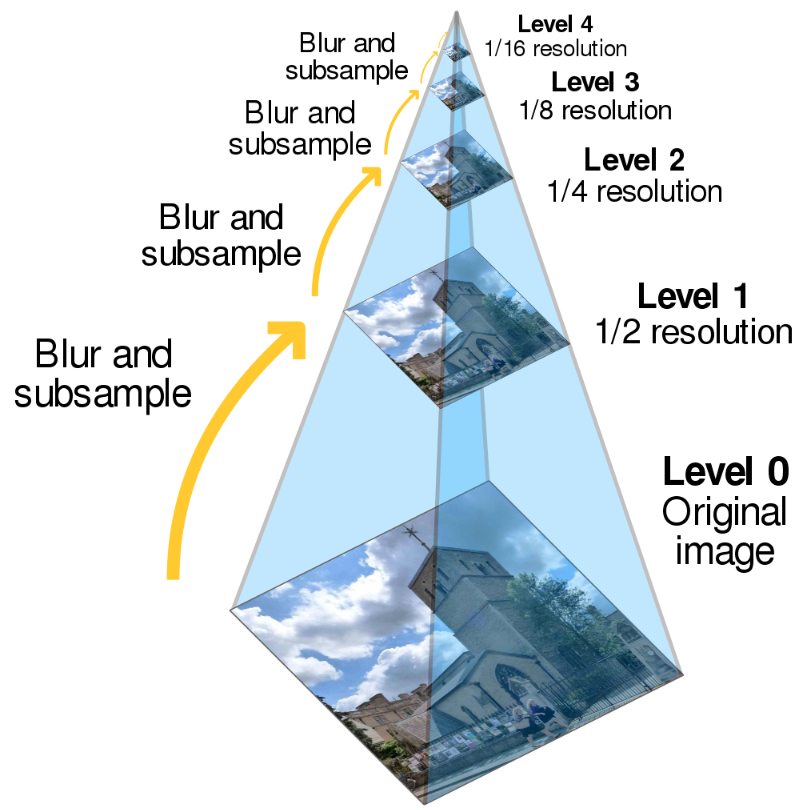 Level 4
1/16 resolution
Blur and
subsample
Level 3
1/8 resolution
Blur and
subsample
Level 2
1/4 resolution
Blur and
subsample
Level 1
1/2 resolution
Blur and
subsample
Level 0
Original
image